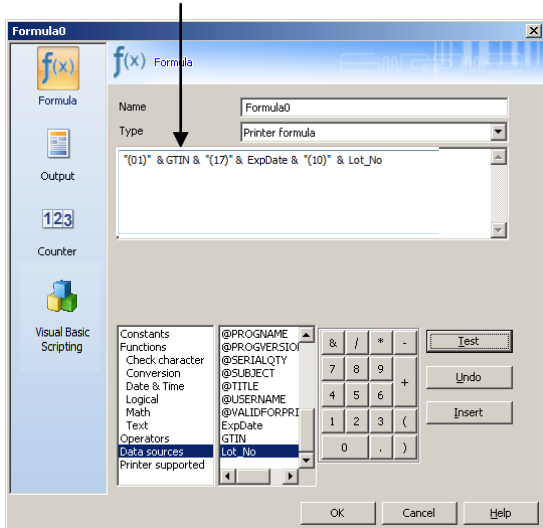 Formula0
f(x)
Formula
Output
123
Counter
Visual Basic
Scripting
f(x) Formula
Name
Formula0
Type
Printer formula
"(01)" & GTIN & "(17)" & ExpDate & "(10)" & Lot_No
Constants
Functions
Check character
Conversion
Date & Time
Logical
Math
Text
Operators
Data sources
Printer supported
@PROGNAME
@PROGVERSIO
@SERIALQTY
@SUBJECT
@TITLE
@USERNAME
@VALIDFORPRI
ExpDate
GTIN
Lot_No
& / * -
7 8 9 +
4 5 6
1 2 3 (
0 . )
Test
Undo
Insert
OK
Cancel
Help